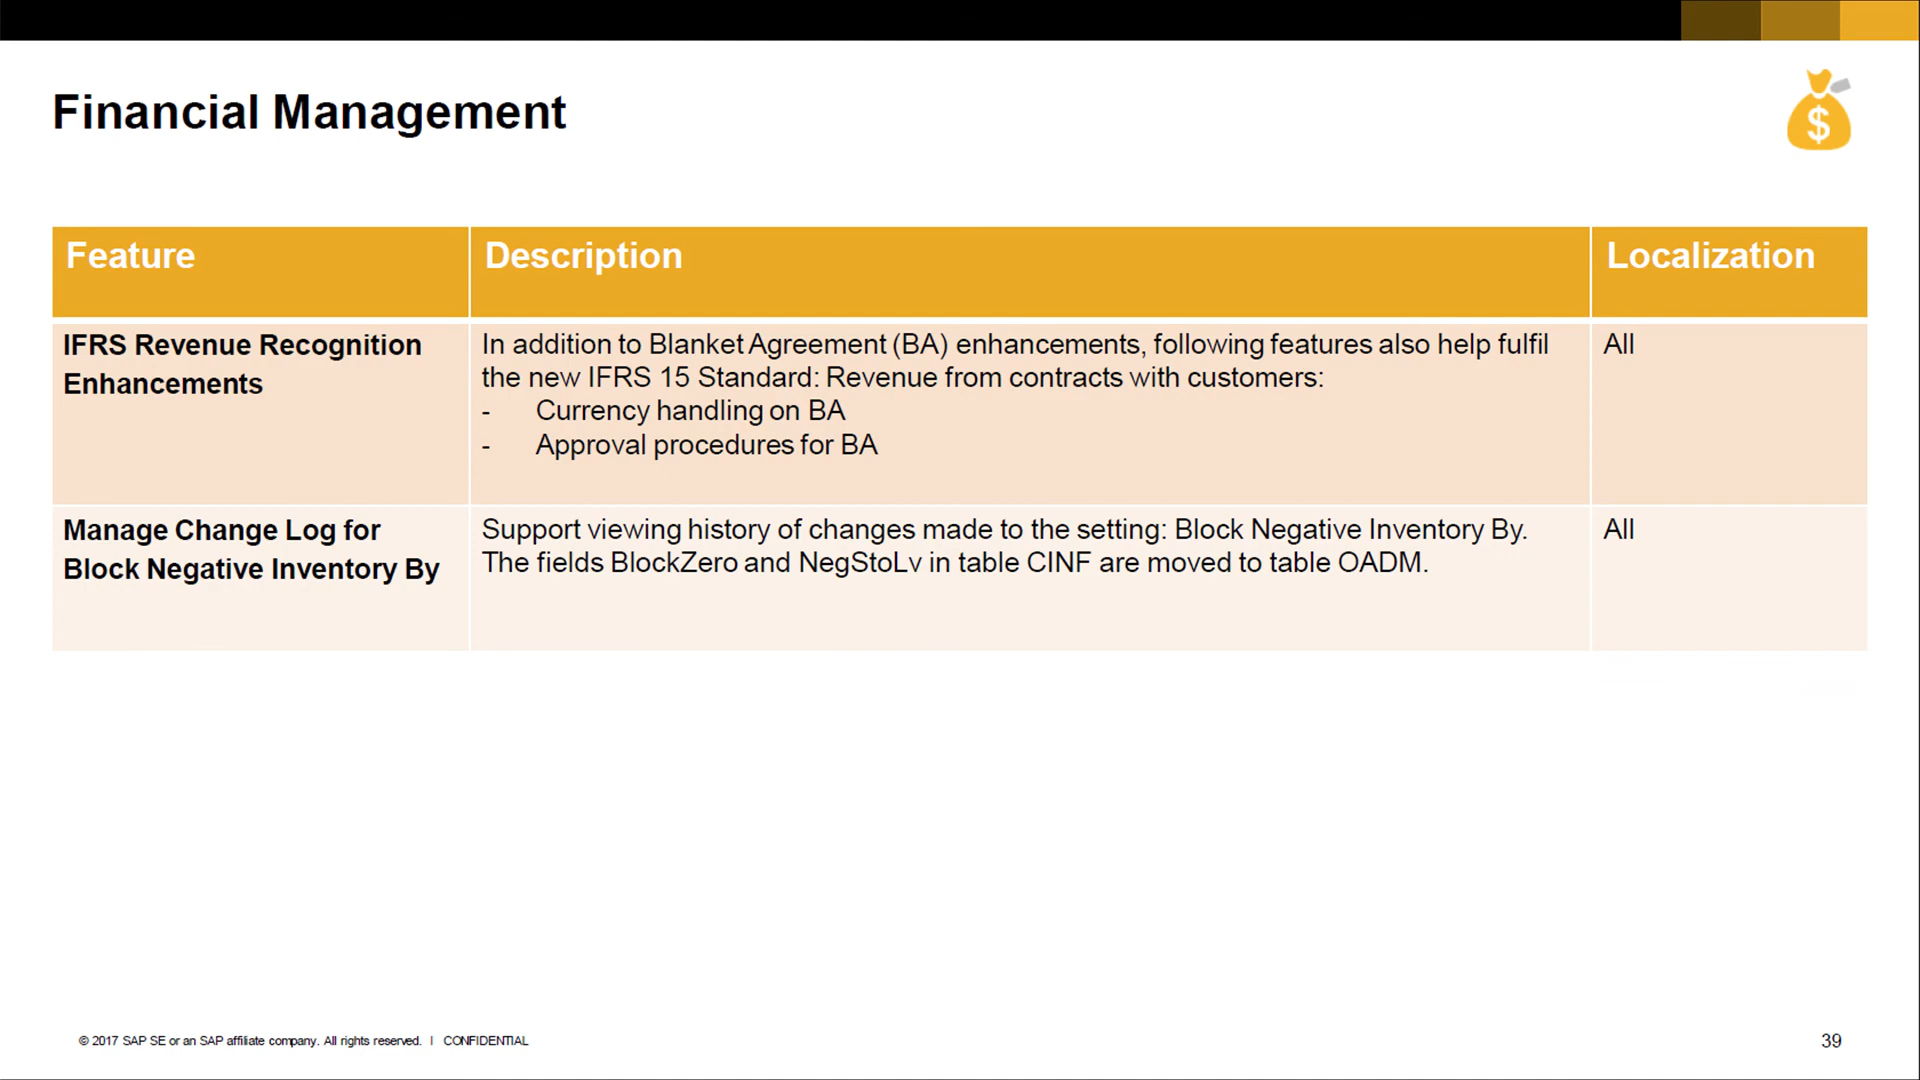 Financial Management
$
Feature
Description
Localization
IFRS Revenue Recognition
Enhancements
In addition to Blanket Agreement (BA) enhancements, following features also help fulfil
the new IFRS 15 Standard: Revenue from contracts with customers:
- Currency handling on BA
- Approval procedures for BA
All
Manage Change Log for
Block Negative Inventory By
Support viewing history of changes made to the setting: Block Negative Inventory By.
The fields BlockZero and NegStoLv in table CINF are moved to table OADM.
All
© 2017 SAP SE or an SAP affiliate company. All rights reserved. I CONFIDENTIAL
39